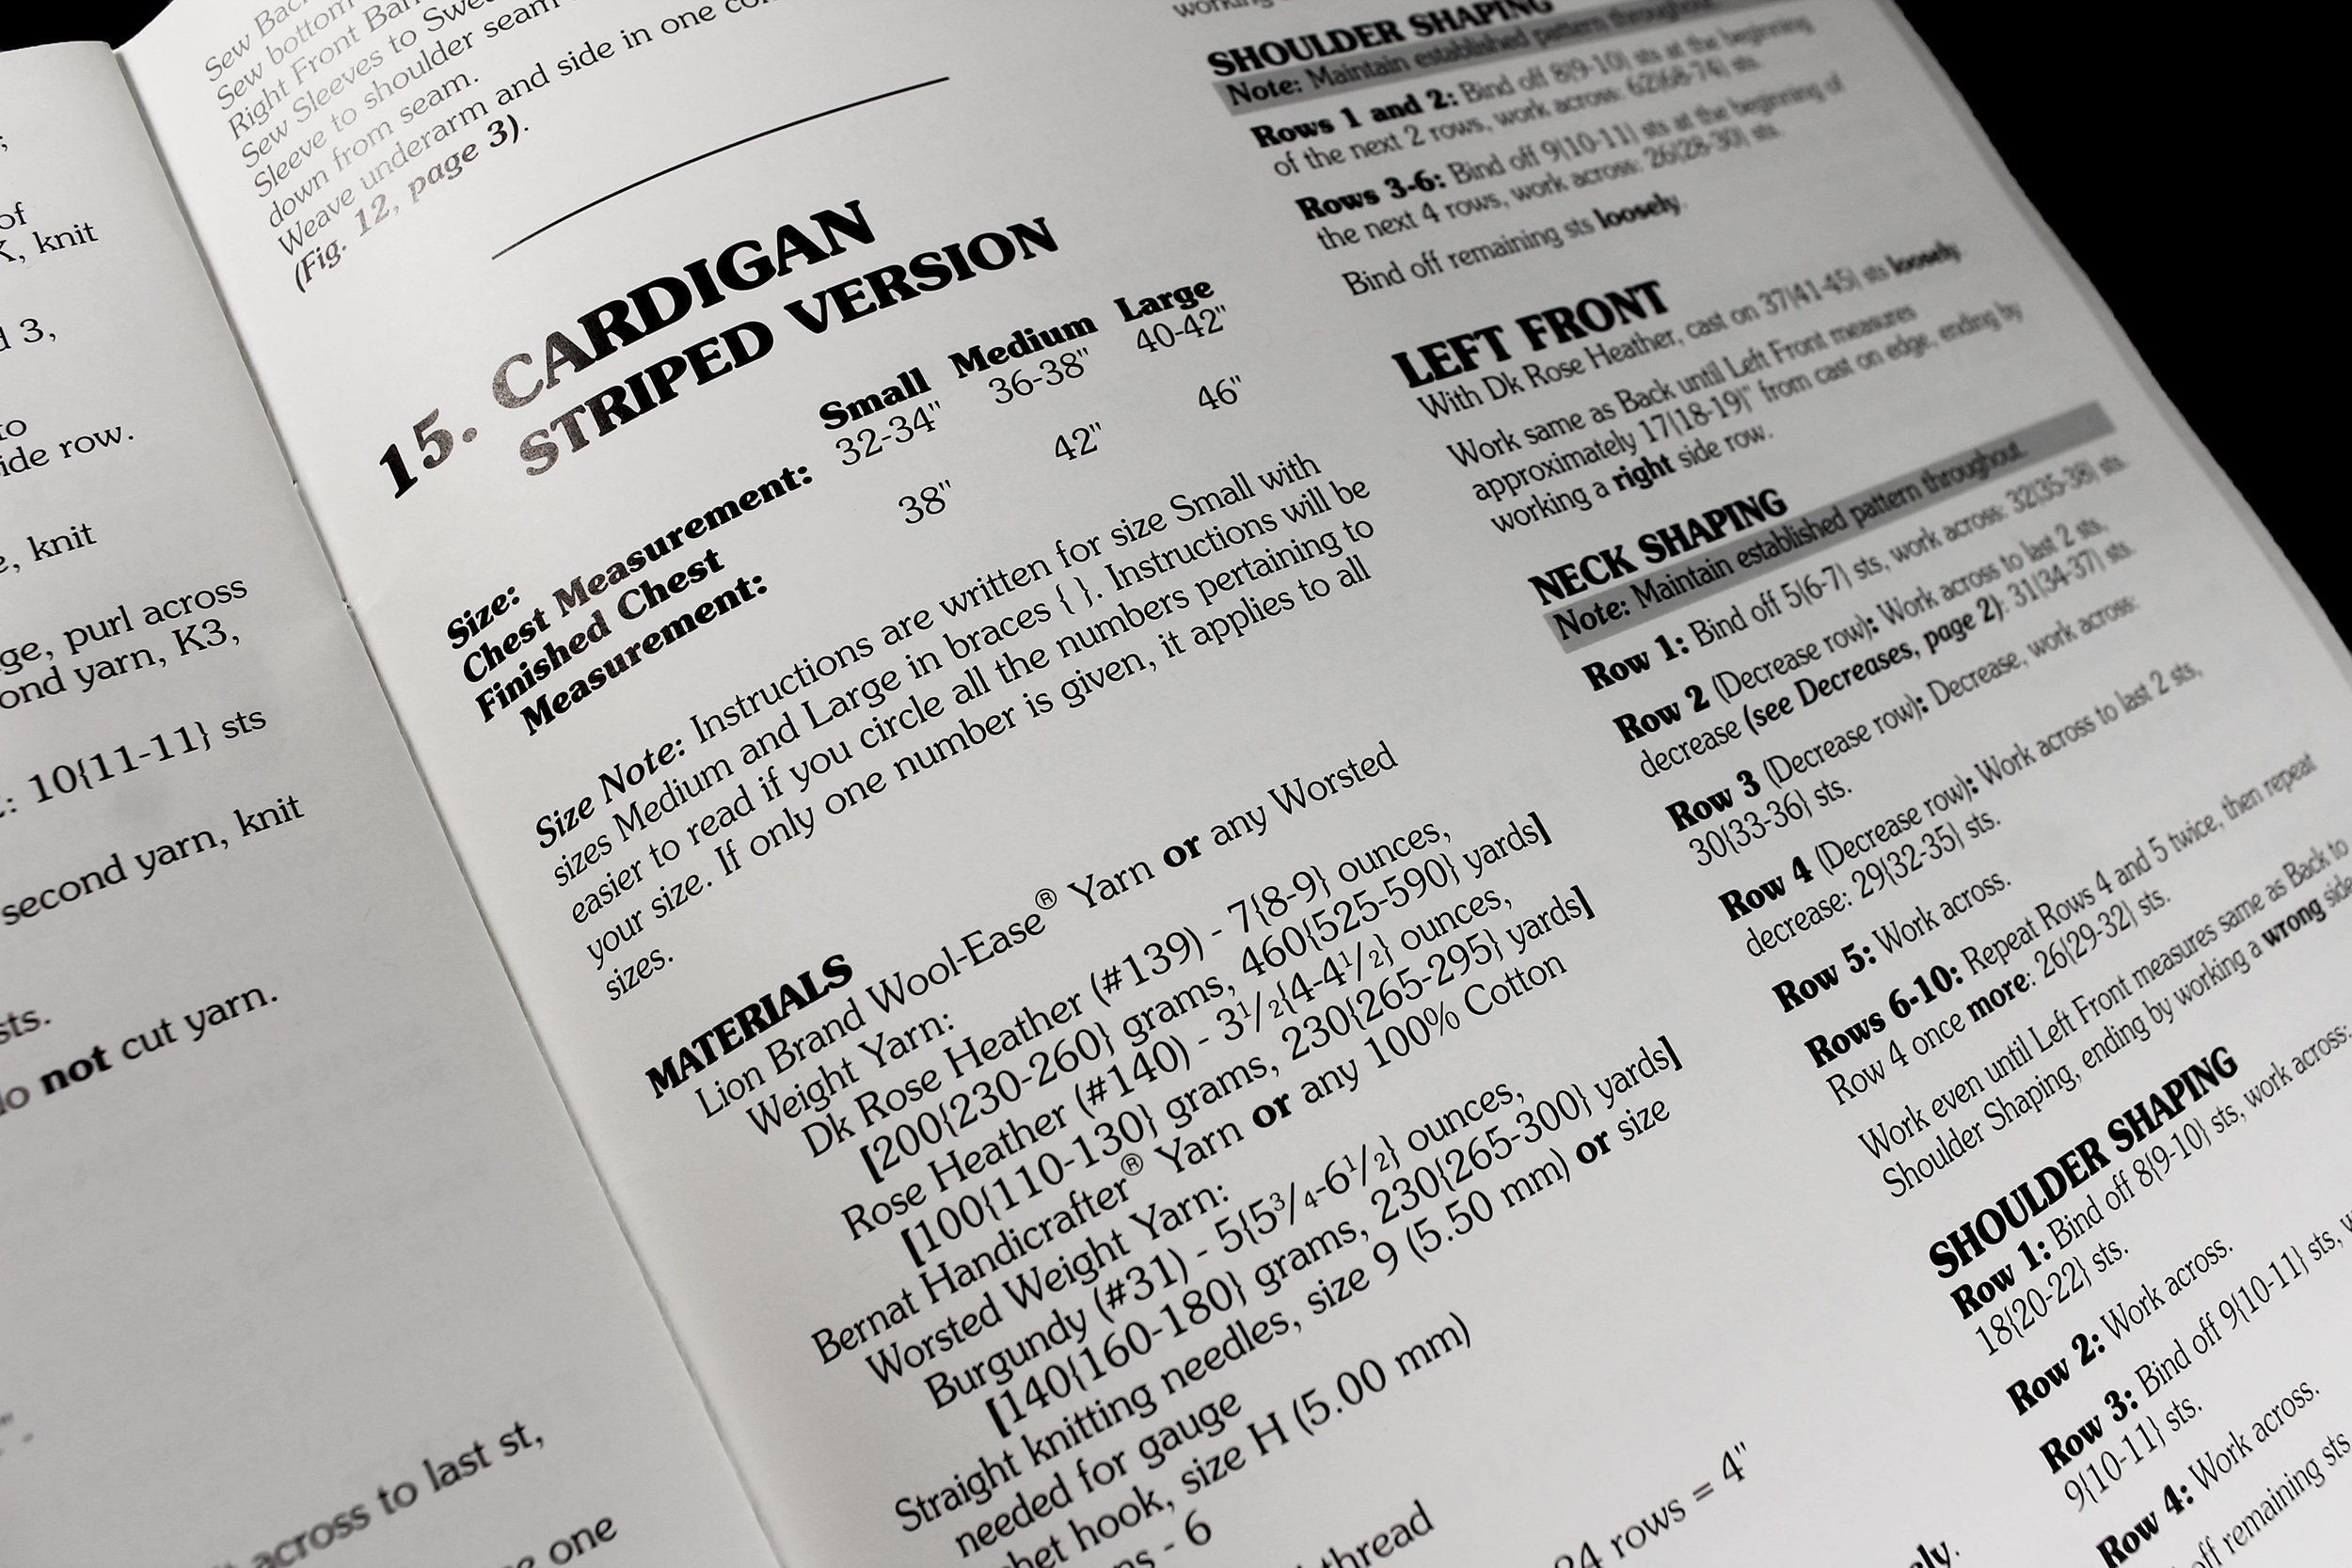 of
K, knit
d 3,
to
side row.
e, knit
ge, purl across
ond yarn, K3,
10{11-11} sts
second yarn, knit
sts.
not cut yarn.
across to last st,
one
Sew
Sew bottom
Right Front
Sew Sleeves to
Sleeve to shoulder seam
down from seam.
Weave underarm and side in one
(Fig. 12, page 3).
15. CARDIGAN
STRIPED VERSION
Size: Small Medium Large
Chest Measurement: 32-34" 36-38" 40-42"
Finished Chest
Measurement: 38" 42" 46"
Size Note: Instructions are written for size Small with
sizes Medium and Large in braces { }. Instructions will be
easier to read if you circle all the numbers pertaining to
your size. If only one number is given, it applies to all
sizes.
MATERIALS
Lion Brand Wool-Ease® Yarn or any Worsted
Weight Yarn:
Dk Rose Heather (#139) - 7{8-9} ounces,
[200{230-260} grams, 460{525-590} yards]
Rose Heather (#140) - 3½{4-4½} ounces,
[100{110-130} grams, 230{265-295} yards]
Bernat Handicrafter® Yarn or any 100% Cotton
Worsted Weight Yarn:
Burgundy (#31) - 5{5¾-6½} ounces,
[140{160-180} grams, 230{265-300} yards]
Straight knitting needles, size 9 (5.50 mm) or size
needed for gauge
hook, size H (5.00 mm)
- 6
thread
24 rows = 4"
working
SHOULDER SHAPING
Note: Maintain established pattern throughout.
Rows 1 and 2: Bind off 8{9-10} sts at the beginning
of the next 2 rows, work across: 62{68-74} sts.
Rows 3-6: Bind off 9{10-11} sts at the beginning of
the next 4 rows, work across: 26{28-30} sts.
Bind off remaining sts loosely.
LEFT FRONT
With Dk Rose Heather, cast on 37{41-45} sts loosely.
Work same as Back until Left Front measures
approximately 17{18-19}" from cast on edge, ending by
working a right side row.
NECK SHAPING
Note: Maintain established pattern throughout.
Row 1: Bind off 5{6-7} sts, work across: 32{35-38} sts.
Row 2 (Decrease row): Work across to last 2 sts,
decrease (see Decreases, page 2): 31{34-37} sts.
Row 3 (Decrease row): Decrease, work across:
30{33-36} sts.
Row 4 (Decrease row): Work across to last 2 sts,
decrease: 29{32-35} sts.
Row 5: Work across.
Rows 6-10: Repeat Rows 4 and 5 twice, then repeat
Row 4 once more: 26{29-32} sts.
Work even until Left Front measures same as Back to
Shoulder Shaping, ending by working a wrong side
SHOULDER SHAPING
Row 1: Bind off 8{9-10} sts, work across:
18{20-22} sts.
Row 2: Work across.
Row 3: Bind off 9{10-11} sts,
9{10-11} sts.
Row 4: Work across.
off remaining sts